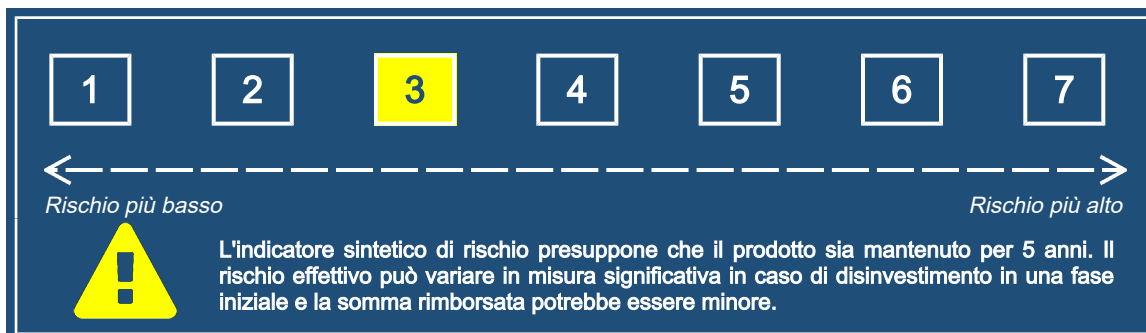 1 2 3 4 5 6 7
Rischio più basso Rischio più alto
L'indicatore sintetico di rischio presuppone che il prodotto sia mantenuto per 5 anni. Il
rischio effettivo può variare in misura significativa in caso di disinvestimento in una fase
iniziale e la somma rimborsata potrebbe essere minore.